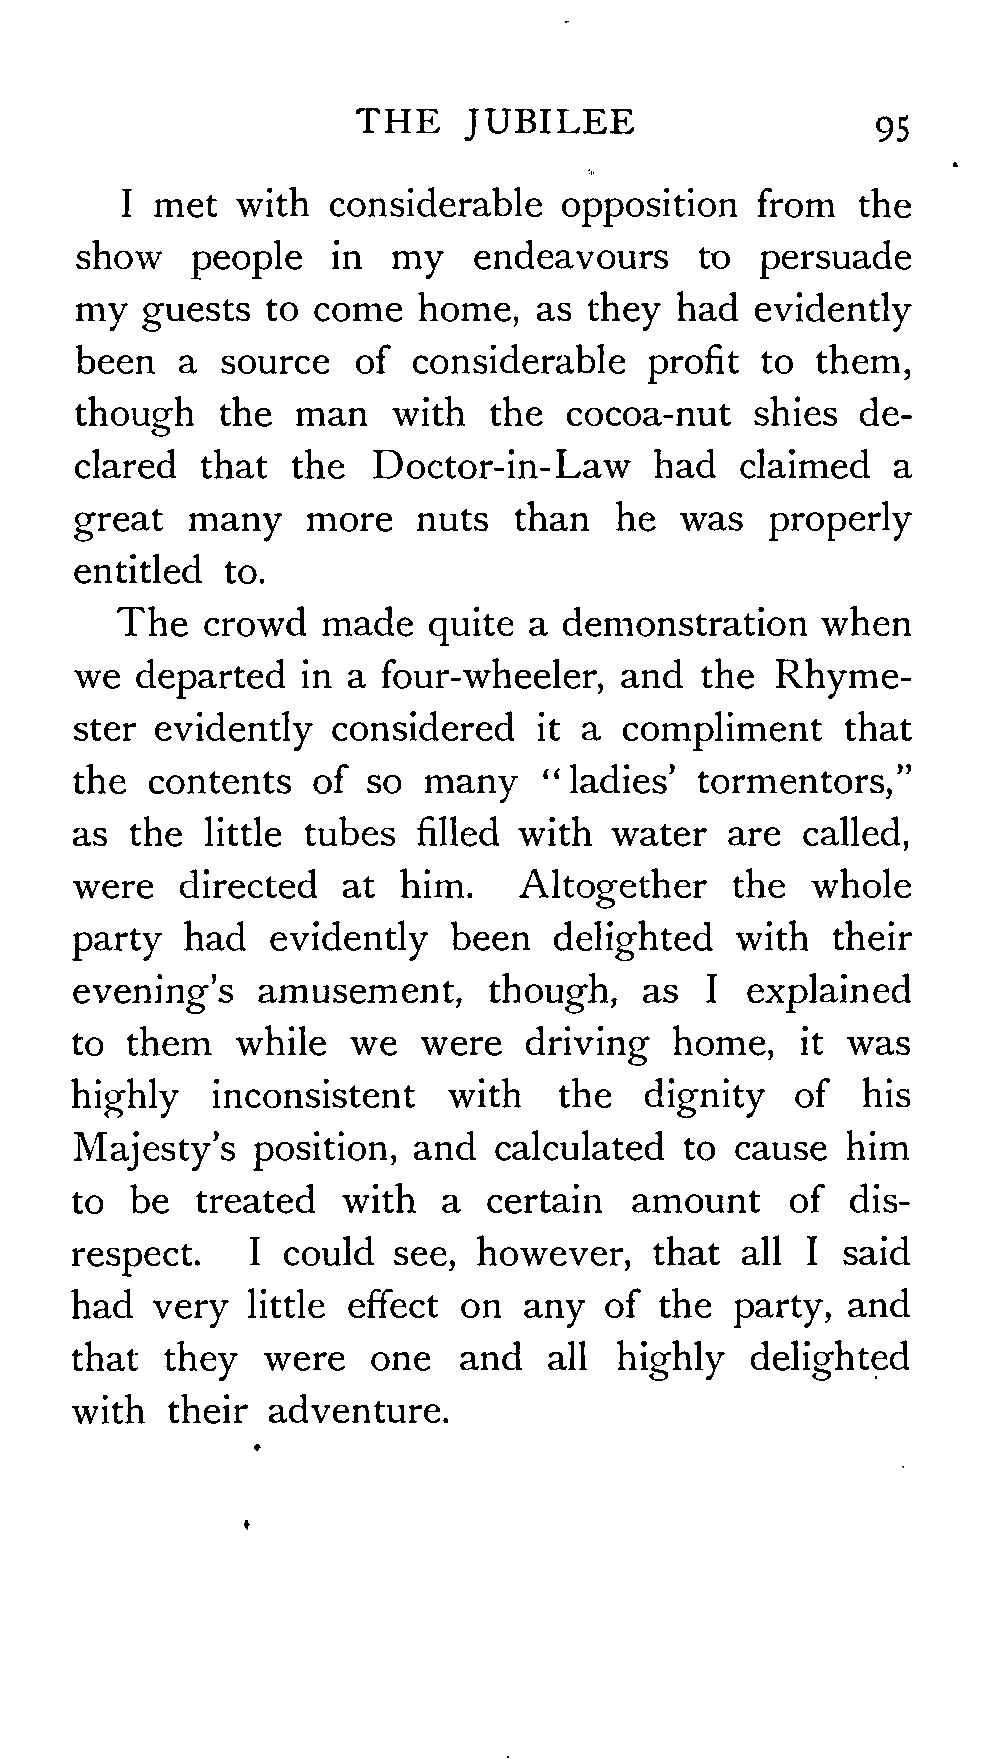 THE JUBILEE 95
I met with considerable opposition from the
show people in my endeavours to persuade
my guests to come home, as they had evidently
been a source of considerable profit to them,
though the man with the cocoa-nut shies de-
clared that the Doctor-in-Law had claimed a
great many more nuts than he was properly
entitled to.
The crowd made quite a demonstration when
we departed in a four-wheeler, and the Rhyme-
ster evidently considered it a compliment that
the contents of so many "ladies' tormentors,"
as the little tubes filled with water are called,
were directed at him. Altogether the whole
party had evidently been delighted with their
evening's amusement, though, as I explained
to them while we were driving home, it was
highly inconsistent with the dignity of his
Majesty's position, and calculated to cause him
to be treated with a certain amount of dis-
respect. I could see, however, that all I said
had very little effect on any of the party, and
that they were one and all highly delighted
with their adventure.